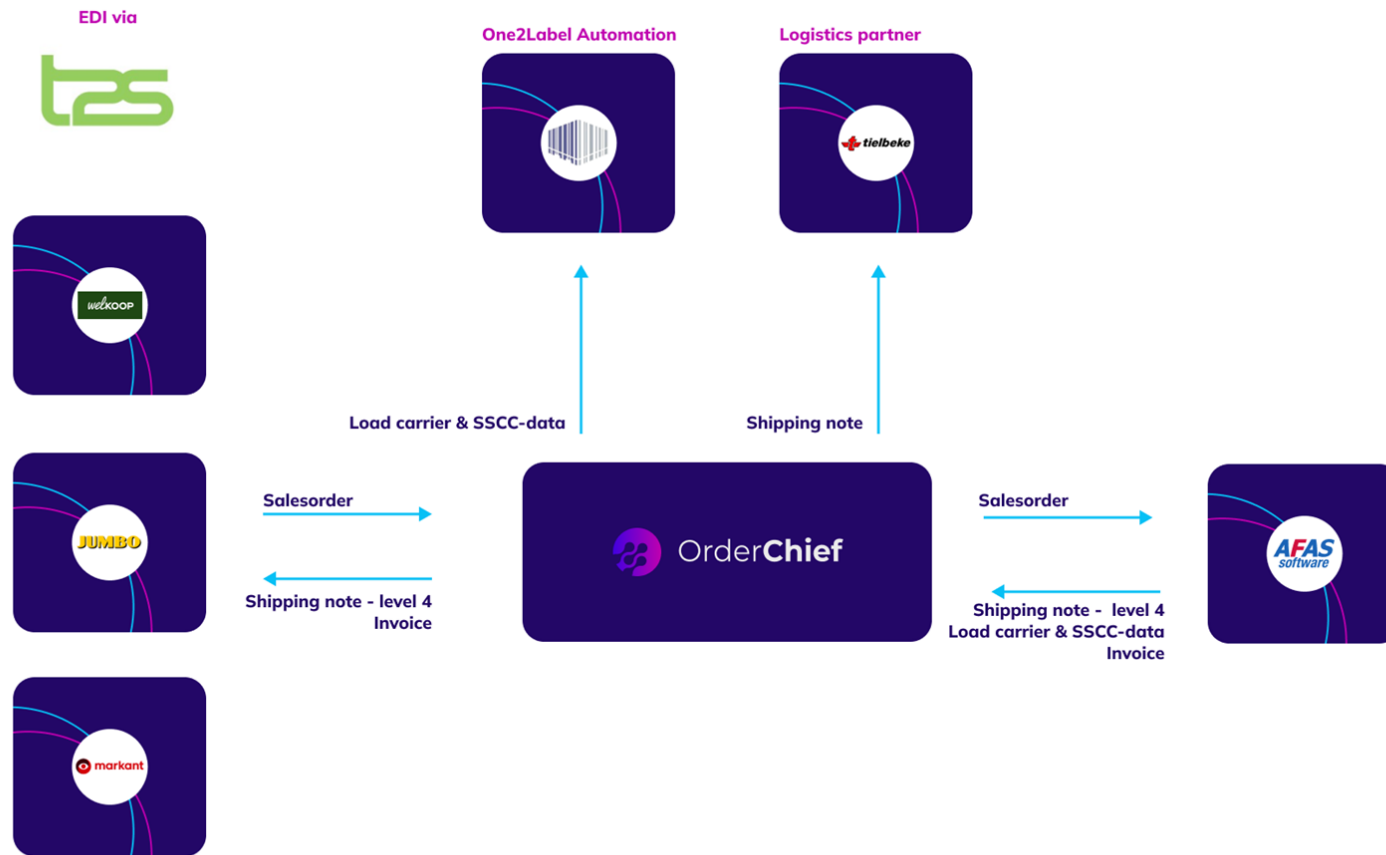 EDI via
t2s
One2Label Automation
Logistics partner
tielbeke
welkoop
Load carrier & SSCC-data
Shipping note
JUMBO
Salesorder
Shipping note - level 4
Invoice
OrderChief
Salesorder
Shipping note - level 4
Load carrier & SSCC-data
Invoice
AFAS
software
markant